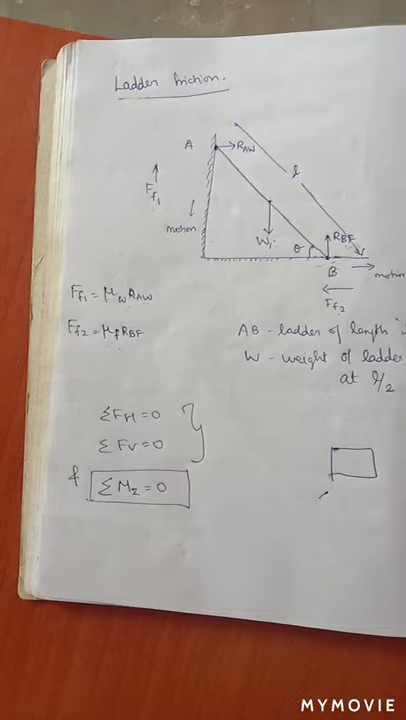 Ladder friction.
A
RAW
l
Ff1
motion
W1
θ
RBF
B
motion
Ff2
Ff1 = μw RAW
Ff2 = μf RBF
AB - ladder of length
W - weight of ladder
at l/2
ΣFH = 0
ΣFV = 0
& ΣMz = 0
MYMOVIE